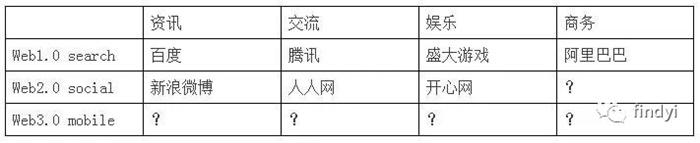 资讯 交流 娱乐 商务
Web1.0 search 百度 腾讯 盛大游戏 阿里巴巴
Web2.0 social 新浪微博 人人网 开心网 ?
Web3.0 mobile ? ? ? ?
findyi